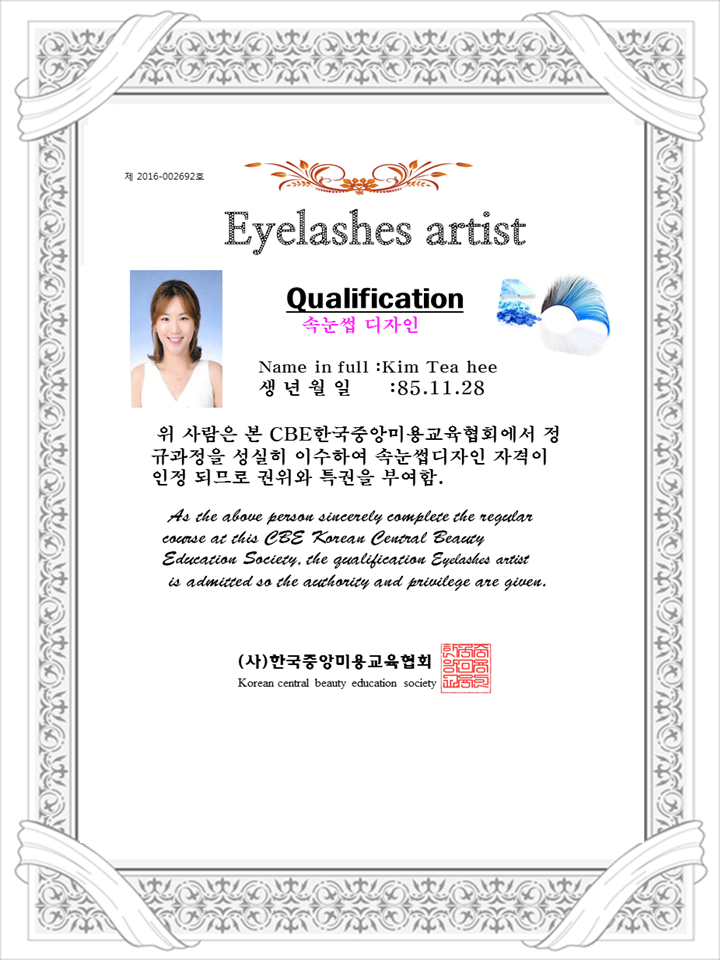 제 2016-002692호
Eyelashes artist
Qualification
속눈썹 디자인
Name in full :Kim Tea hee
생 년 월 일 :85.11.28
위 사람은 본 CBE한국중앙미용교육협회에서 정
규과정을 성실히 이수하여 속눈썹디자인 자격이
인정 되므로 권위와 특권을 부여함.
As the above person sincerely complete the regular
course at this CBE Korean Central Beauty
Education Society, the qualification Eyelashes artist
is admitted so the authority and privilege are given.
(사)한국중앙미용교육협회
Korean central beauty education society